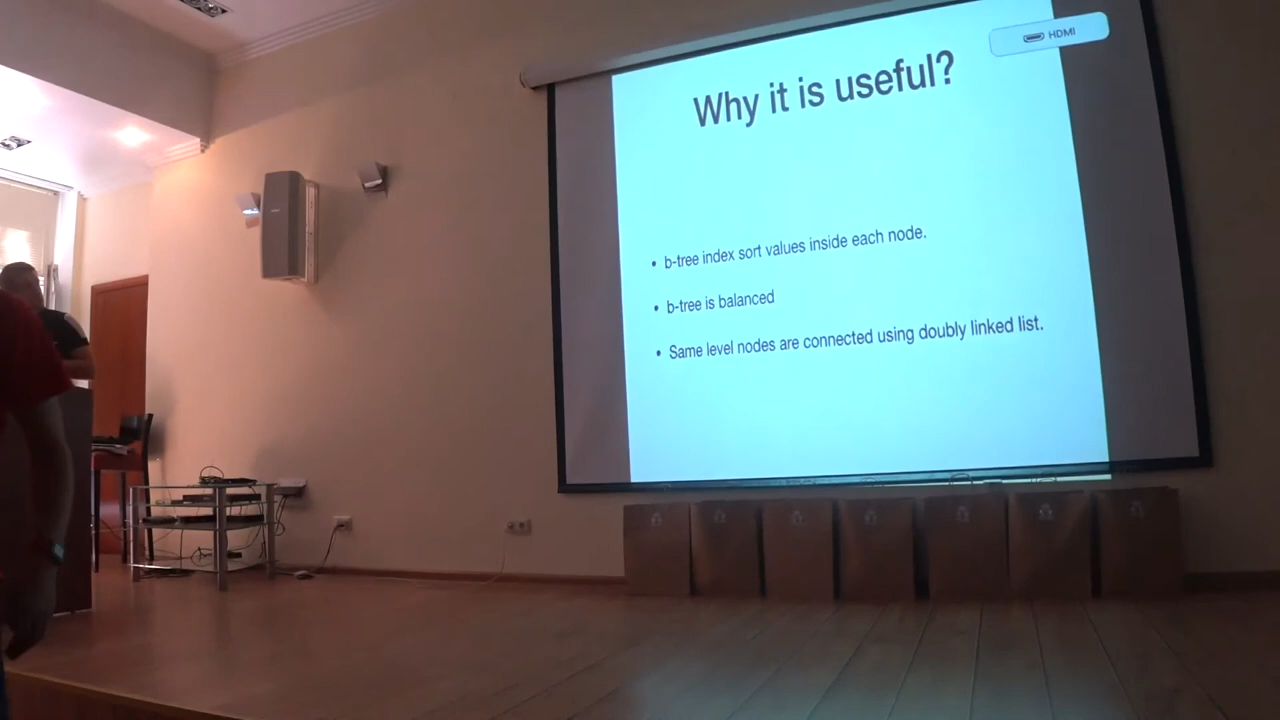 HDMI
Why it is useful?
• b-tree index sort values inside each node.
• b-tree is balanced
• Same level nodes are connected using doubly linked list.